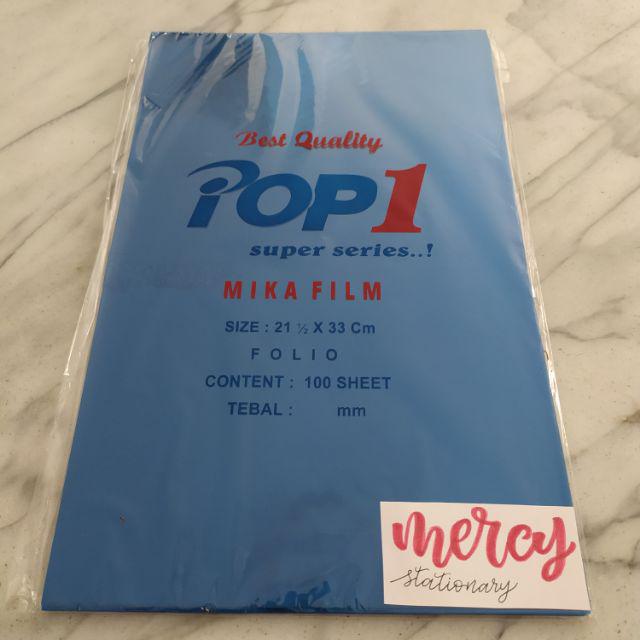 Best Quality
POP1
super series..!
MIKA FILM
SIZE : 21 ½ X 33 Cm
FOLIO
CONTENT : 100 SHEET
TEBAL : mm
mercy
stationary